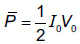 P̅ = 1/2 I₀V₀